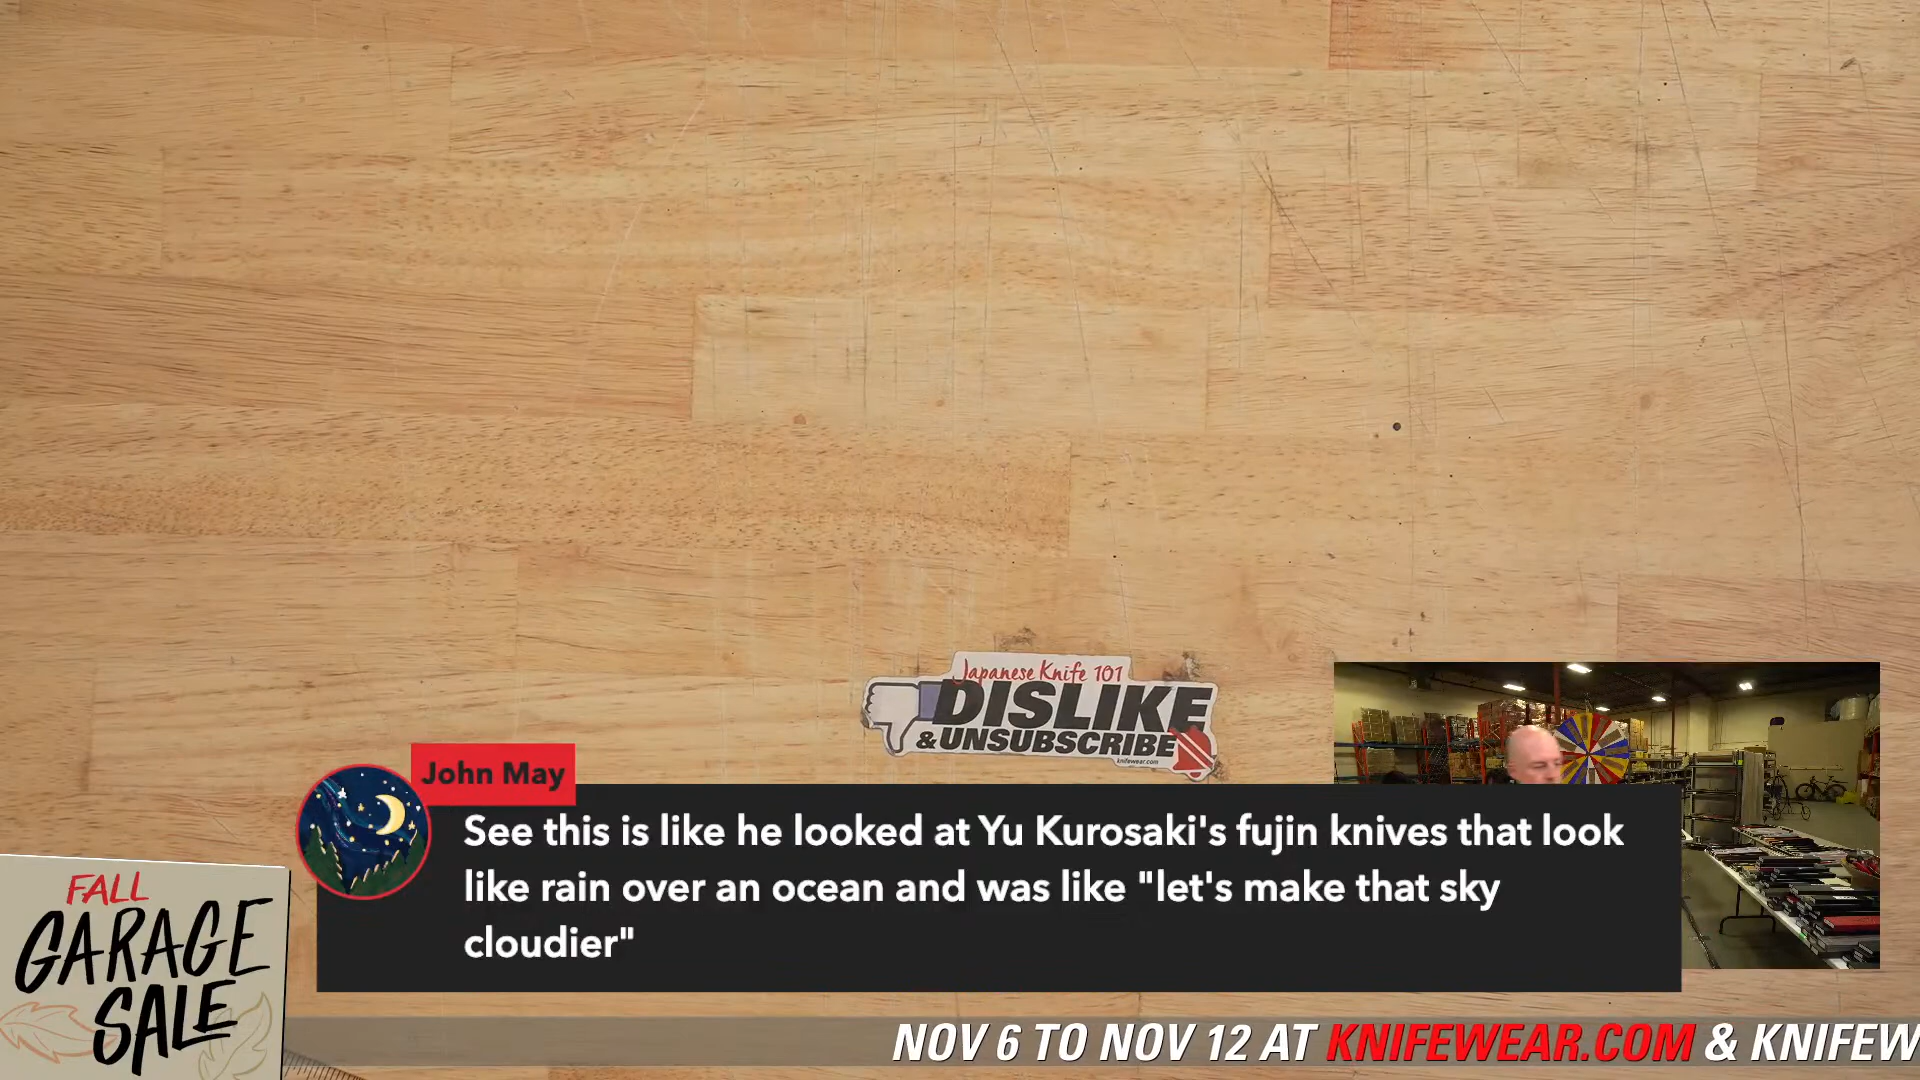 Japanese Knife 101
DISLIKE
& UNSUBSCRIBE
knifewear.com
John May
See this is like he looked at Yu Kurosaki's fujin knives that look
like rain over an ocean and was like "let's make that sky
cloudier"
FALL
GARAGE
SALE
NOV 6 TO NOV 12 AT KNIFEWEAR.COM & KNIFEW